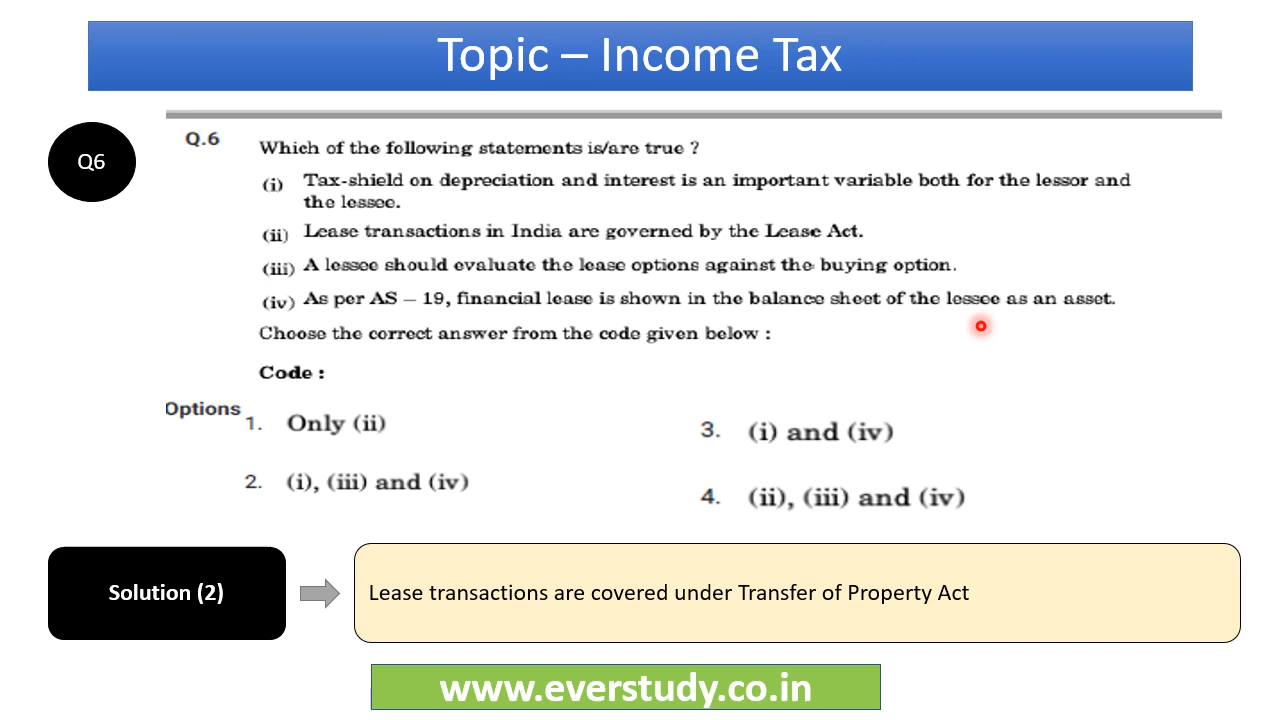 Topic – Income Tax
Q6
Q.6
Which of the following statements is/are true ?
(i) Tax-shield on depreciation and interest is an important variable both for the lessor and
the lessee.
(ii) Lease transactions in India are governed by the Lease Act.
(iii) A lessee should evaluate the lease options against the buying option.
(iv) As per AS – 19, financial lease is shown in the balance sheet of the lessee as an asset.
Choose the correct answer from the code given below :
Code :
Options
1. Only (ii)
2. (i), (iii) and (iv)
3. (i) and (iv)
4. (ii), (iii) and (iv)
Solution (2)
Lease transactions are covered under Transfer of Property Act
www.everstudy.co.in